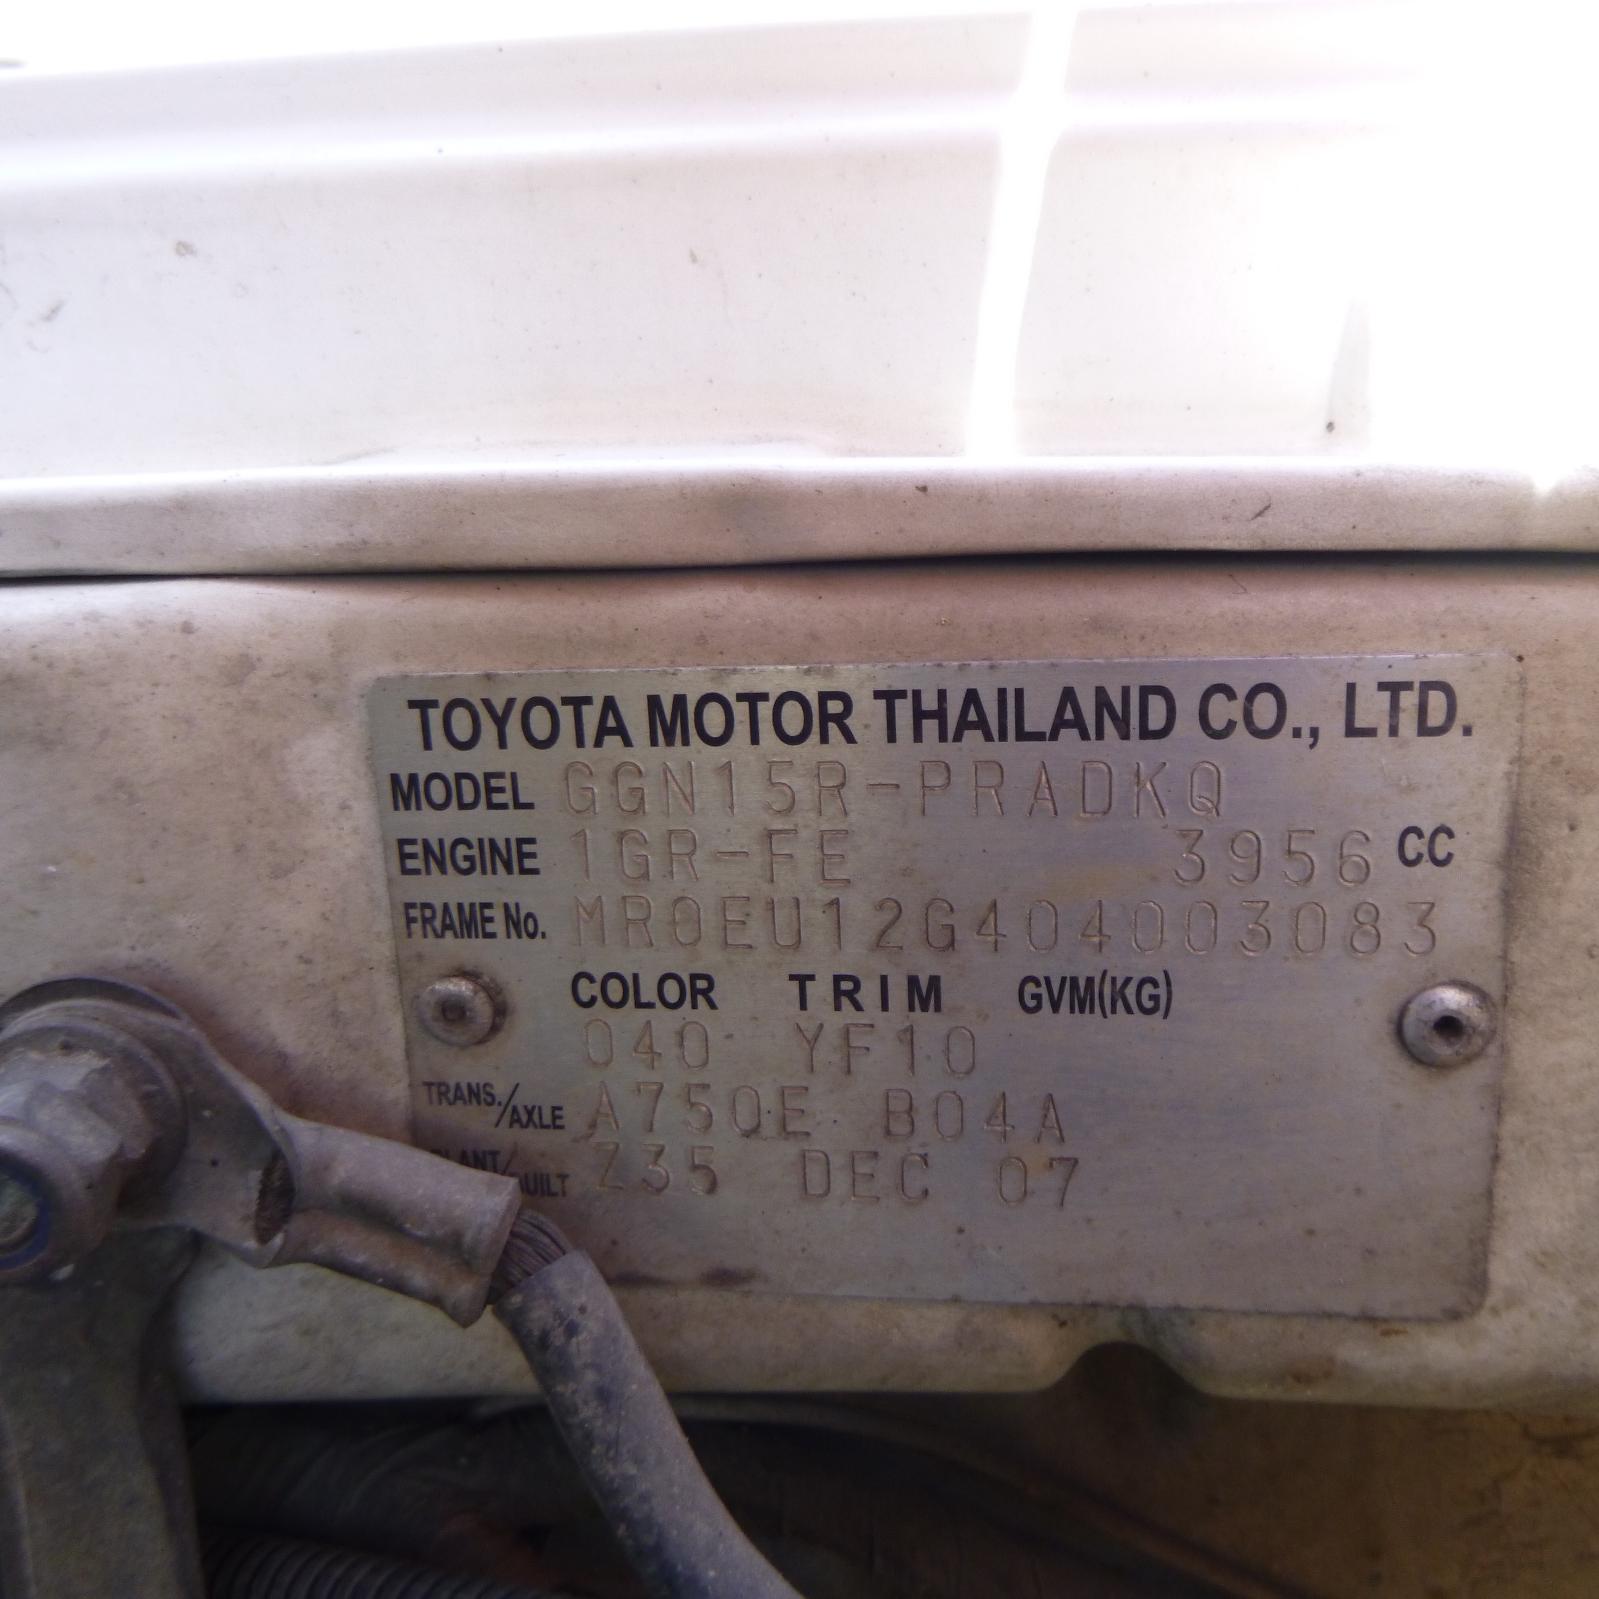 TOYOTA MOTOR THAILAND CO., LTD.
MODEL GGN15R-PRADKQ
ENGINE 1GR-FE 3956 CC
FRAME No. MR0EU12G404003083
COLOR TRIM GVM(KG)
040 YF10
TRANS./AXLE A750E B04A
Z35 DEC 07